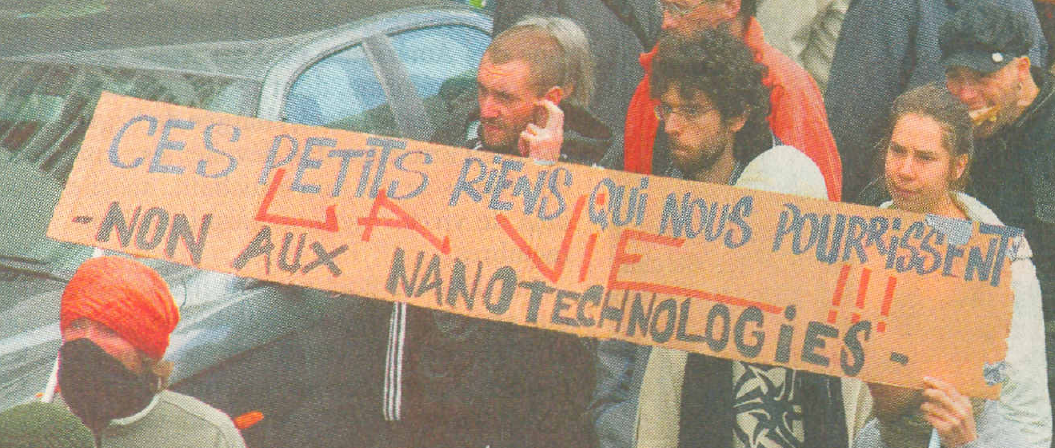 CES PETITS RIENS QUI NOUS POURRISSENT
LA VIE !!!
-NON AUX NANOTECHNOLOGIES-